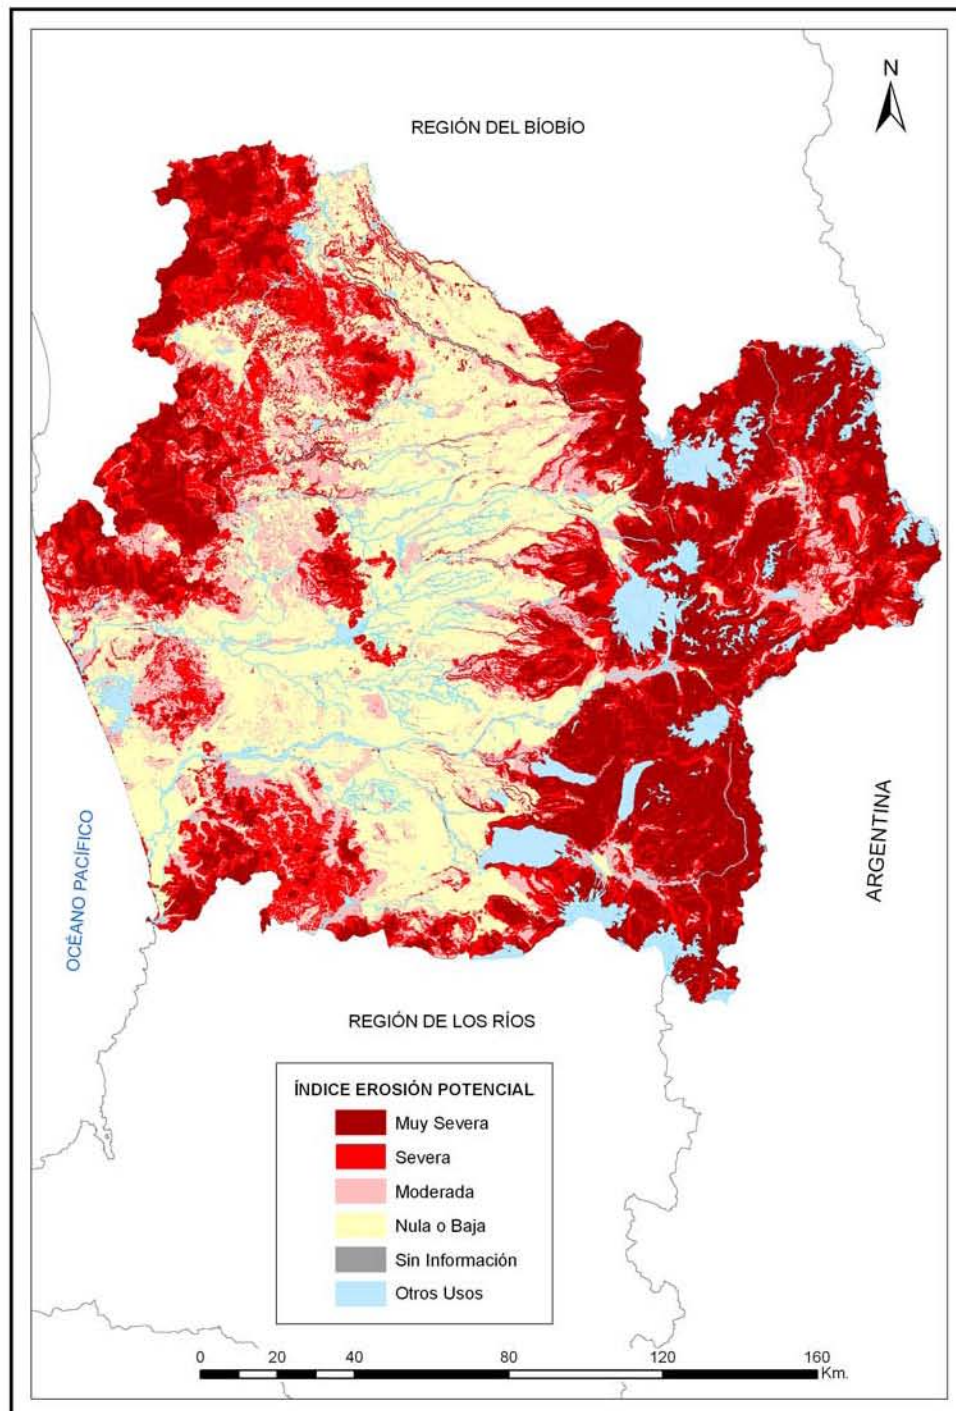 N
REGIÓN DEL BÍOBÍO
ARGENTINA
OCÉANO PACÍFICO
REGIÓN DE LOS RÍOS
ÍNDICE EROSIÓN POTENCIAL
Muy Severa
Severa
Moderada
Nula o Baja
Sin Información
Otros Usos
0 20 40 80 120 160
Km.